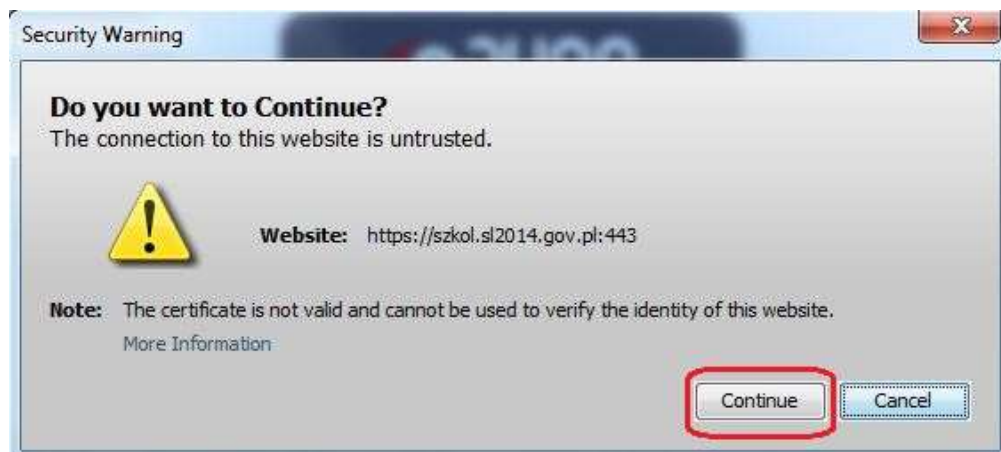 Security Warning
Do you want to Continue?
The connection to this website is untrusted.
Website: https://szkol.sl2014.gov.pl:443
Note: The certificate is not valid and cannot be used to verify the identity of this website.
More Information
Continue Cancel